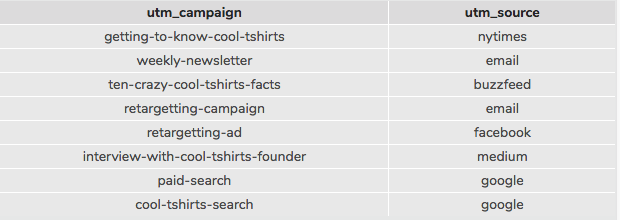 utm_campaign utm_source
getting-to-know-cool-tshirts nytimes
weekly-newsletter email
ten-crazy-cool-tshirts-facts buzzfeed
retargetting-campaign email
retargetting-ad facebook
interview-with-cool-tshirts-founder medium
paid-search google
cool-tshirts-search google